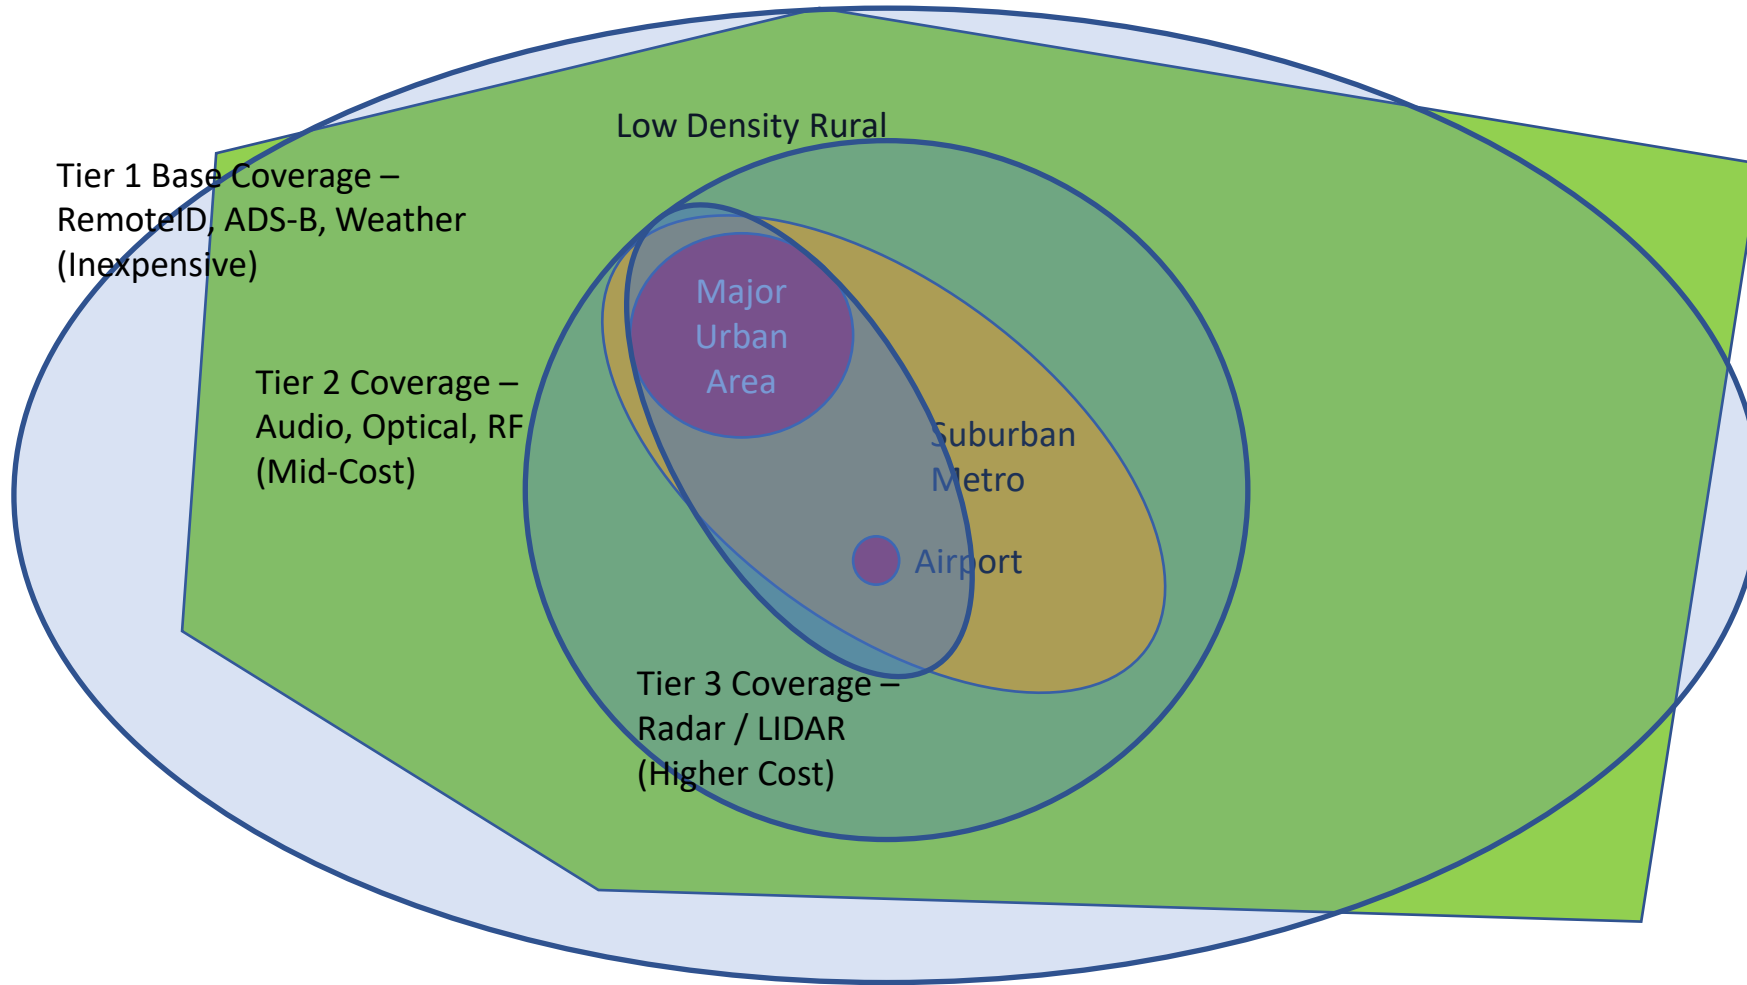 Low Density Rural
Tier 1 Base Coverage –
RemoteID, ADS-B, Weather
(Inexpensive)
Major
Urban
Area
Tier 2 Coverage –
Audio, Optical, RF
(Mid-Cost)
Suburban
Metro
Airport
Tier 3 Coverage –
Radar / LIDAR
(Higher Cost)